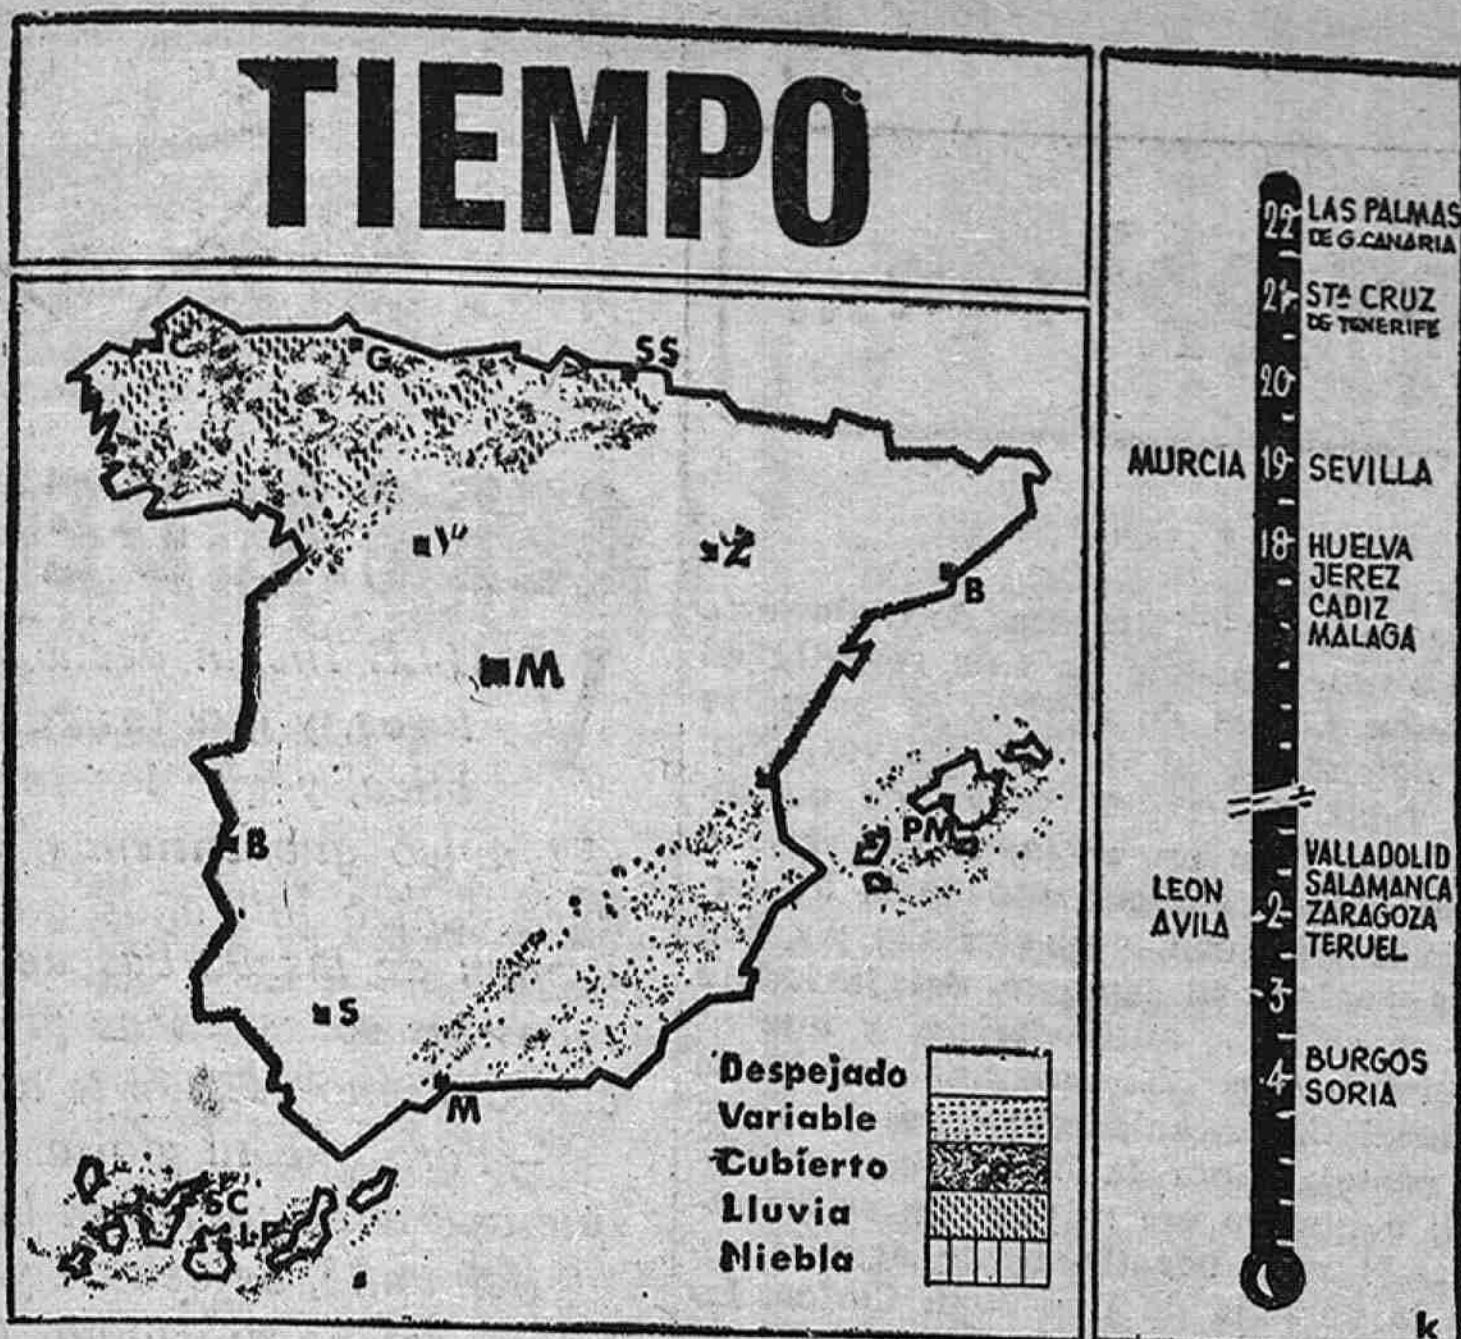 TIEMPO
C
G
SS
V
Z
B
M
B
PM
S
M
SC
LP
Despejado
Variable
Cubierto
Lluvia
Niebla
22 LAS PALMAS
DE G. CANARIA
21 STA CRUZ
DE TENERIFE
20
MURCIA 19 SEVILLA
18 HUELVA
JEREZ
CADIZ
MALAGA
VALLADOLID
LEON SALAMANCA
AVILA -2 ZARAGOZA
TERUEL
-3
-4 BURGOS
SORIA
k